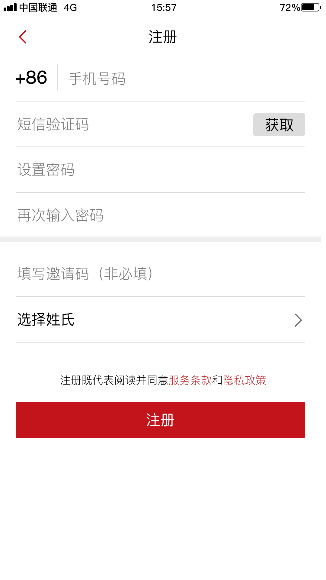 中国联通 4G 15:57 72%
注册
+86 手机号码
短信验证码 获取
设置密码
再次输入密码
填写邀请码（非必填）
选择姓氏
注册既代表阅读并同意服务条款和隐私政策
注册